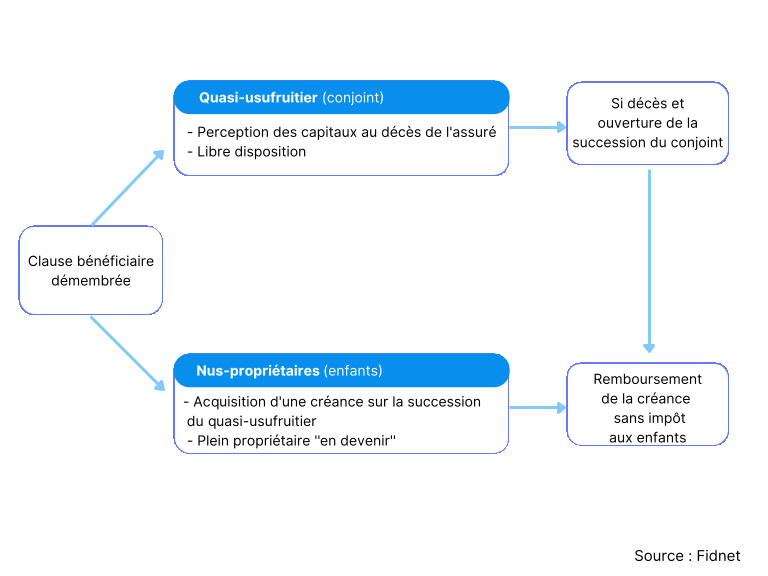 Quasi-usufruitier (conjoint)
- Perception des capitaux au décès de l'assuré
- Libre disposition
Si décès et
ouverture de la
succession du conjoint
Clause bénéficiaire
démembrée
Nus-propriétaires (enfants)
- Acquisition d'une créance sur la succession
du quasi-usufruitier
- Plein propriétaire "en devenir"
Remboursement
de la créance
sans impôt
aux enfants
Source : Fidnet